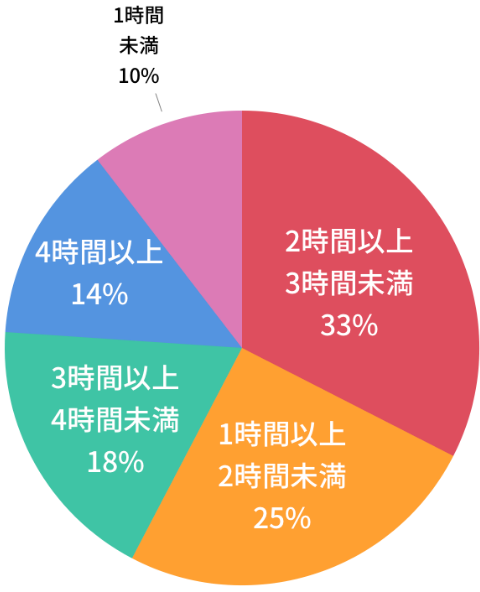 1時間
未満
10%
2時間以上
3時間未満
33%
4時間以上
14%
3時間以上
4時間未満
18%
1時間以上
2時間未満
25%